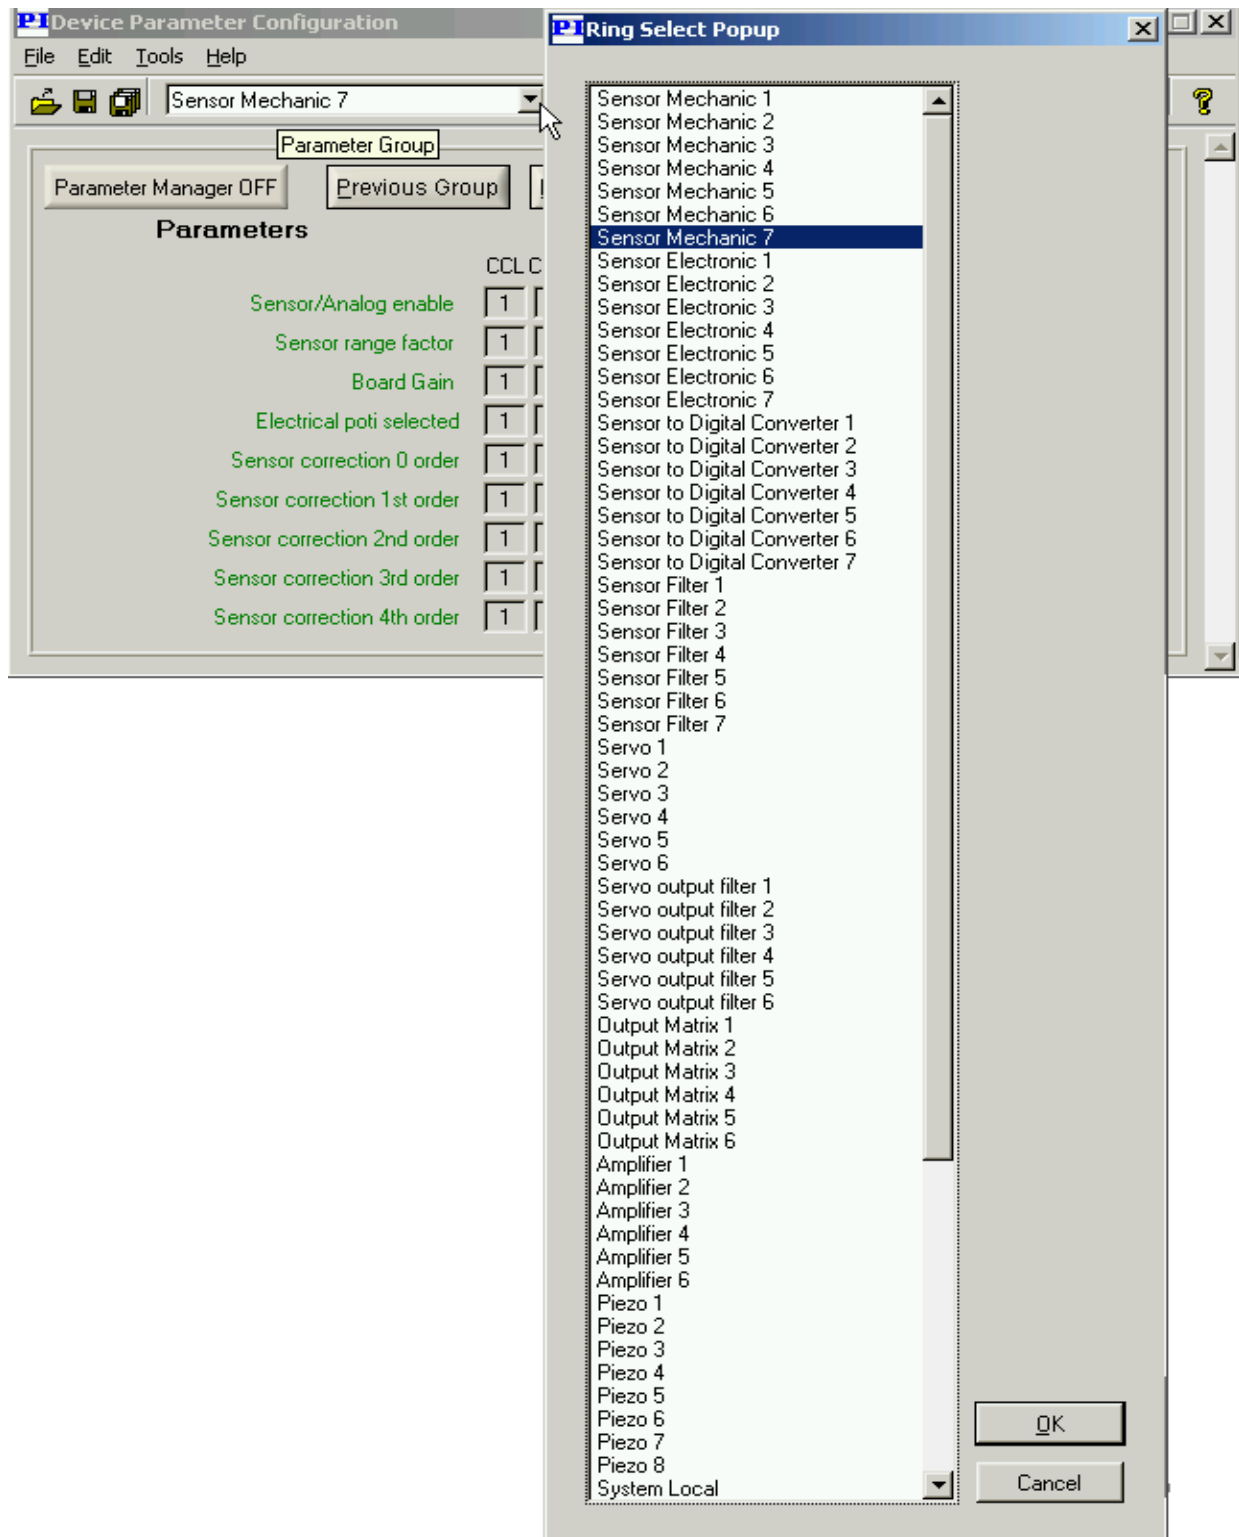 PI Device Parameter Configuration
File Edit Tools Help
Sensor Mechanic 7
Parameter Group
Parameter Manager OFF
Previous Group
Parameters
CCL
Sensor/Analog enable 1
Sensor range factor 1
Board Gain 1
Electrical poti selected 1
Sensor correction 0 order 1
Sensor correction 1st order 1
Sensor correction 2nd order 1
Sensor correction 3rd order 1
Sensor correction 4th order 1
PI Ring Select Popup
Sensor Mechanic 1
Sensor Mechanic 2
Sensor Mechanic 3
Sensor Mechanic 4
Sensor Mechanic 5
Sensor Mechanic 6
Sensor Mechanic 7
Sensor Electronic 1
Sensor Electronic 2
Sensor Electronic 3
Sensor Electronic 4
Sensor Electronic 5
Sensor Electronic 6
Sensor Electronic 7
Sensor to Digital Converter 1
Sensor to Digital Converter 2
Sensor to Digital Converter 3
Sensor to Digital Converter 4
Sensor to Digital Converter 5
Sensor to Digital Converter 6
Sensor to Digital Converter 7
Sensor Filter 1
Sensor Filter 2
Sensor Filter 3
Sensor Filter 4
Sensor Filter 5
Sensor Filter 6
Sensor Filter 7
Servo 1
Servo 2
Servo 3
Servo 4
Servo 5
Servo 6
Servo output filter 1
Servo output filter 2
Servo output filter 3
Servo output filter 4
Servo output filter 5
Servo output filter 6
Output Matrix 1
Output Matrix 2
Output Matrix 3
Output Matrix 4
Output Matrix 5
Output Matrix 6
Amplifier 1
Amplifier 2
Amplifier 3
Amplifier 4
Amplifier 5
Amplifier 6
Piezo 1
Piezo 2
Piezo 3
Piezo 4
Piezo 5
Piezo 6
Piezo 7
Piezo 8
System Local
OK
Cancel